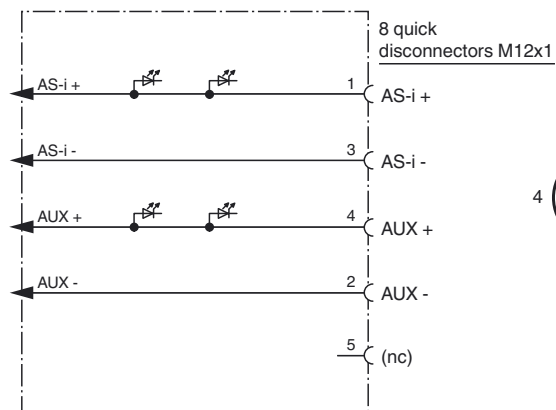 8 quick
disconnectors M12x1
AS-i + 1 AS-i +
AS-i - 3 AS-i -
AUX + 4 AUX +
4
AUX - 2 AUX -
5 (nc)